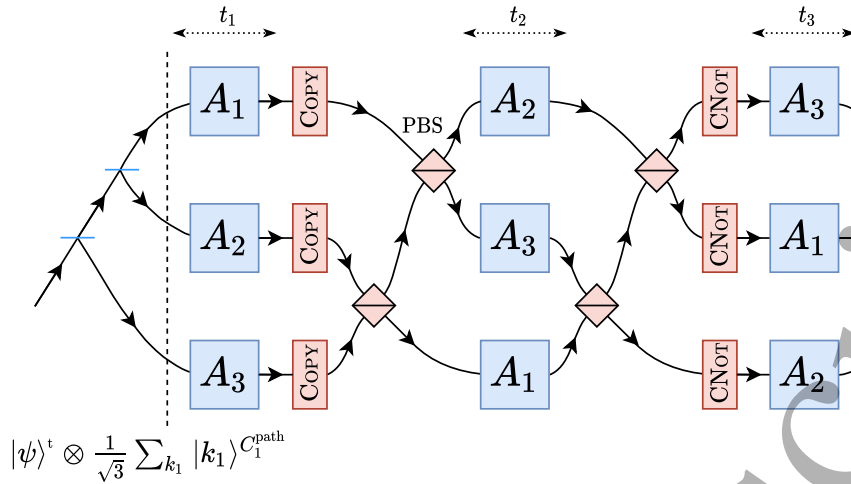 t₁ t₂ t₃
A₁ COPY A₂ CNOT A₃
PBS
A₂ COPY A₃ CNOT A₁
A₃ COPY A₁ CNOT A₂
|ψ⟩ᵗ ⊗ 1/√3 ∑ₖ₁ |k₁⟩^{C₁^{path}}